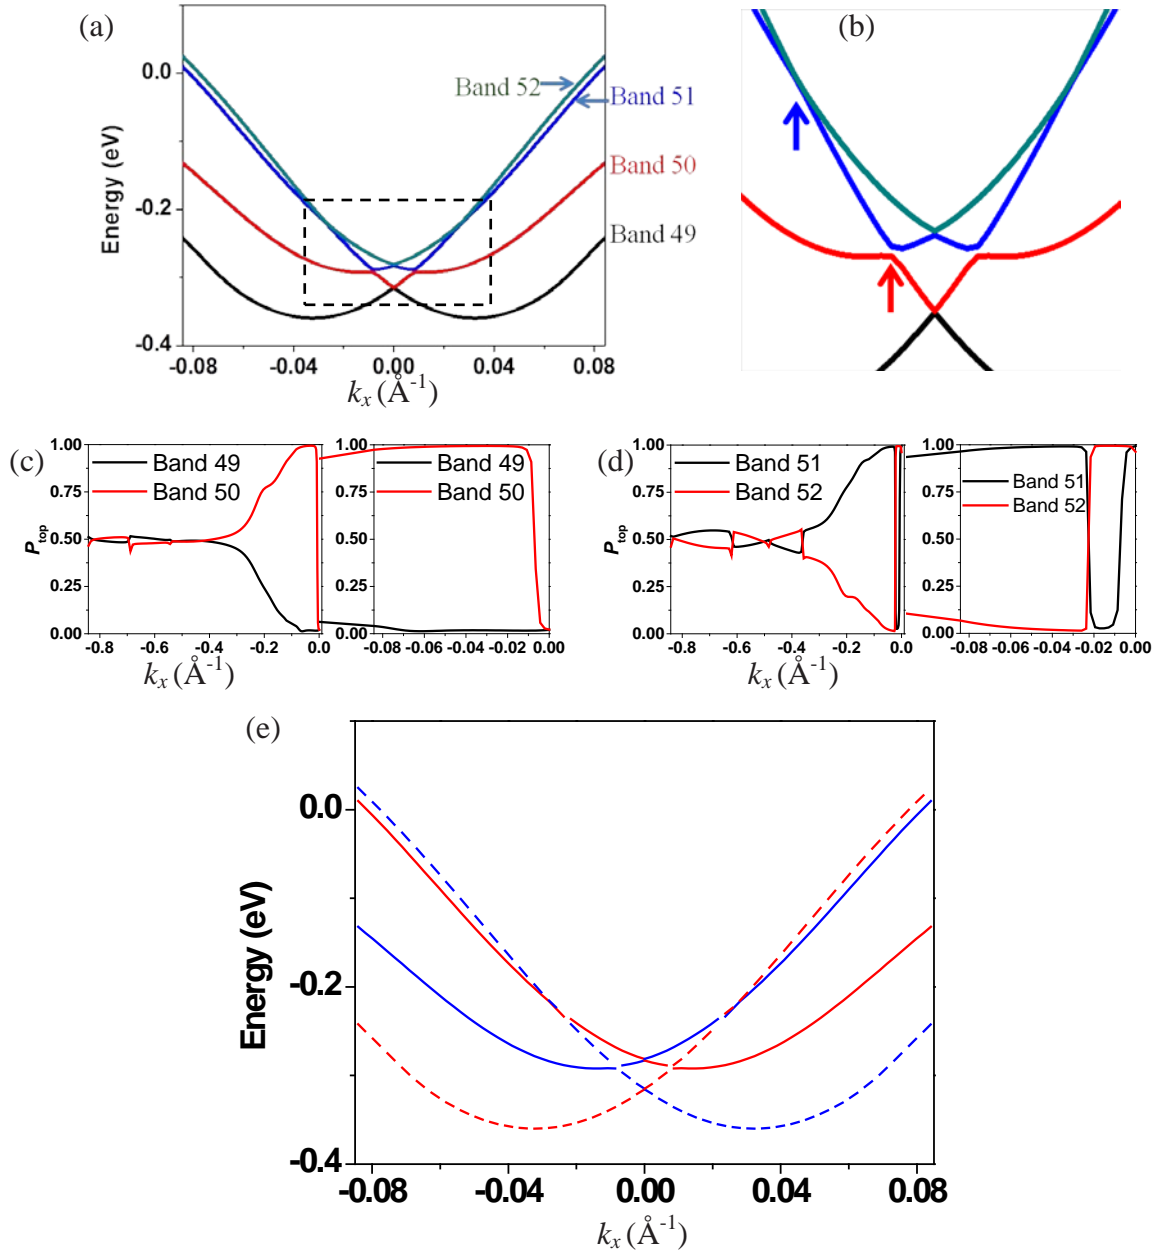 (a)
(b)
0.0
-0.2
-0.4
Energy (eV)
Band 52
Band 51
Band 50
Band 49
-0.08 -0.04 0.00 0.04 0.08
kx (Å-1)
(c)
1.00
0.75
0.50
0.25
0.00
Ptop
Band 49
Band 50
-0.8 -0.6 -0.4 -0.2 0.0
kx (Å-1)
1.00
0.75
0.50
0.25
0.00
Band 49
Band 50
-0.08 -0.06 -0.04 -0.02 0.00
(d)
1.00
0.75
0.50
0.25
0.00
Ptop
Band 51
Band 52
-0.8 -0.6 -0.4 -0.2 0.0
kx (Å-1)
1.00
0.75
0.50
0.25
0.00
Band 51
Band 52
-0.08 -0.06 -0.04 -0.02 0.00
(e)
0.0
-0.2
-0.4
Energy (eV)
-0.08 -0.04 0.00 0.04 0.08
kx (Å-1)